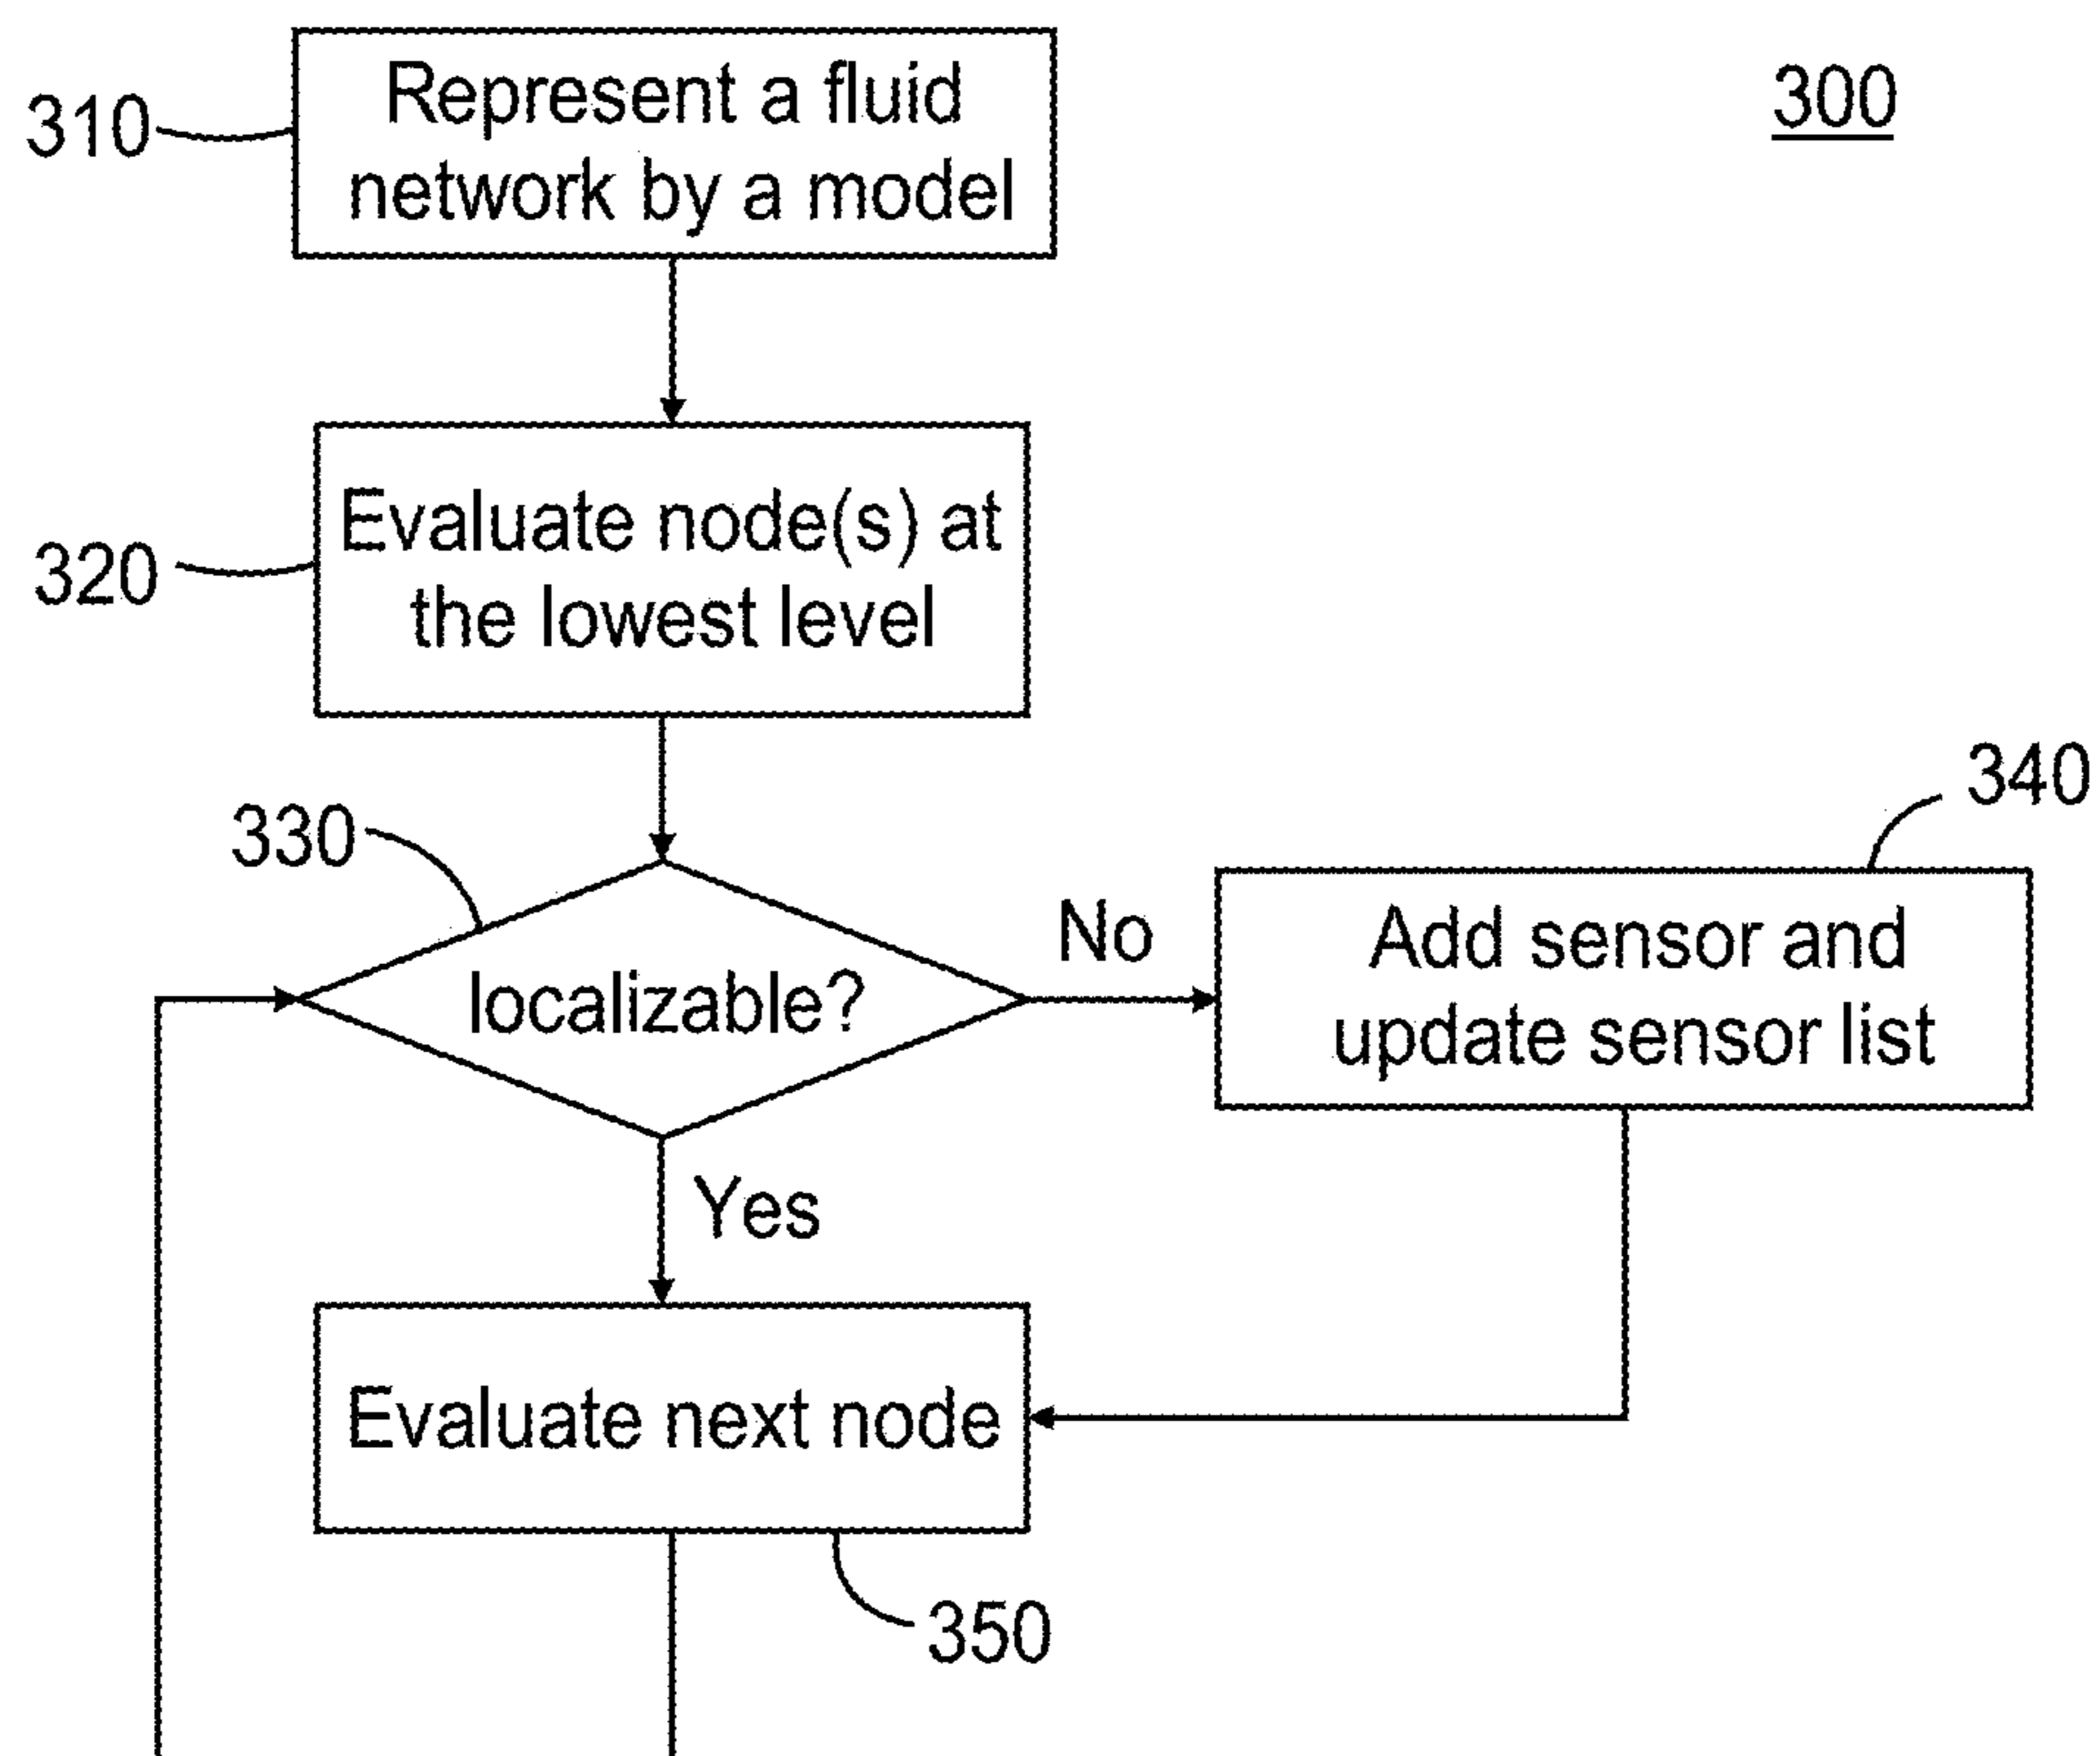 300
310
Represent a fluid
network by a model
320
Evaluate node(s) at
the lowest level
330
localizable?
No
340
Add sensor and
update sensor list
Yes
Evaluate next node
350